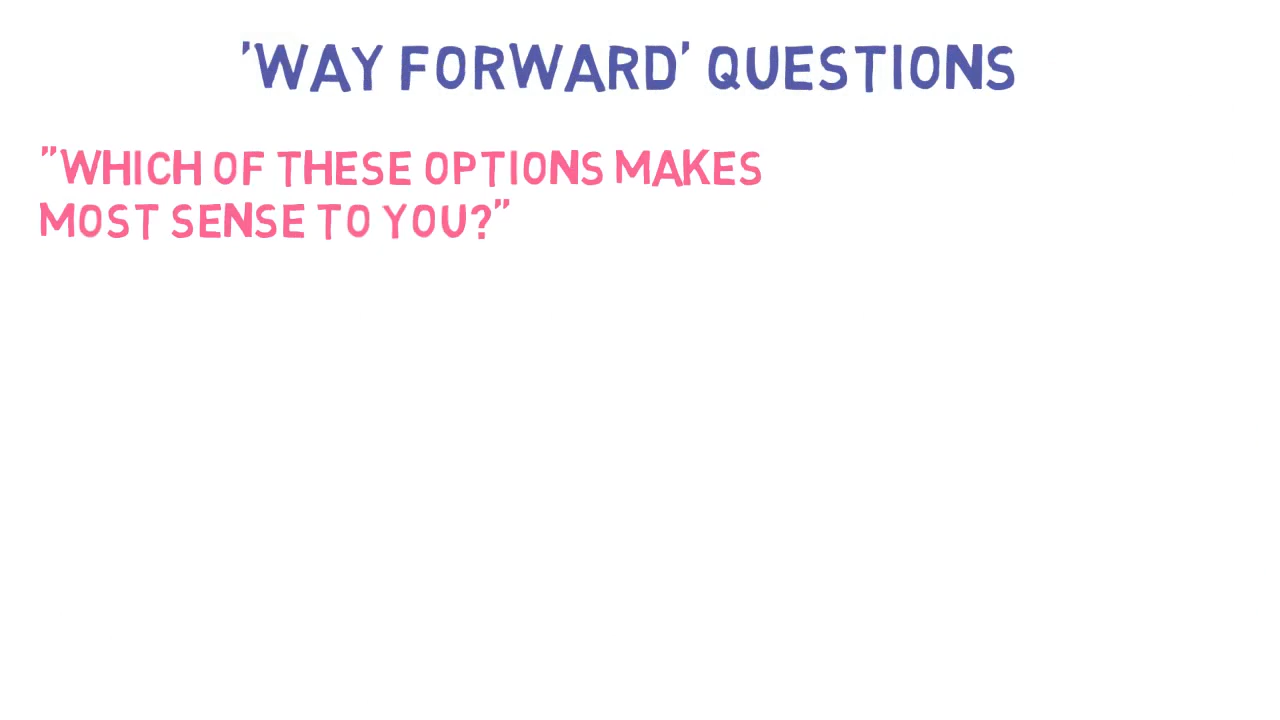 'WAY FORWARD' QUESTIONS
"WHICH OF THESE OPTIONS MAKES
MOST SENSE TO YOU?"